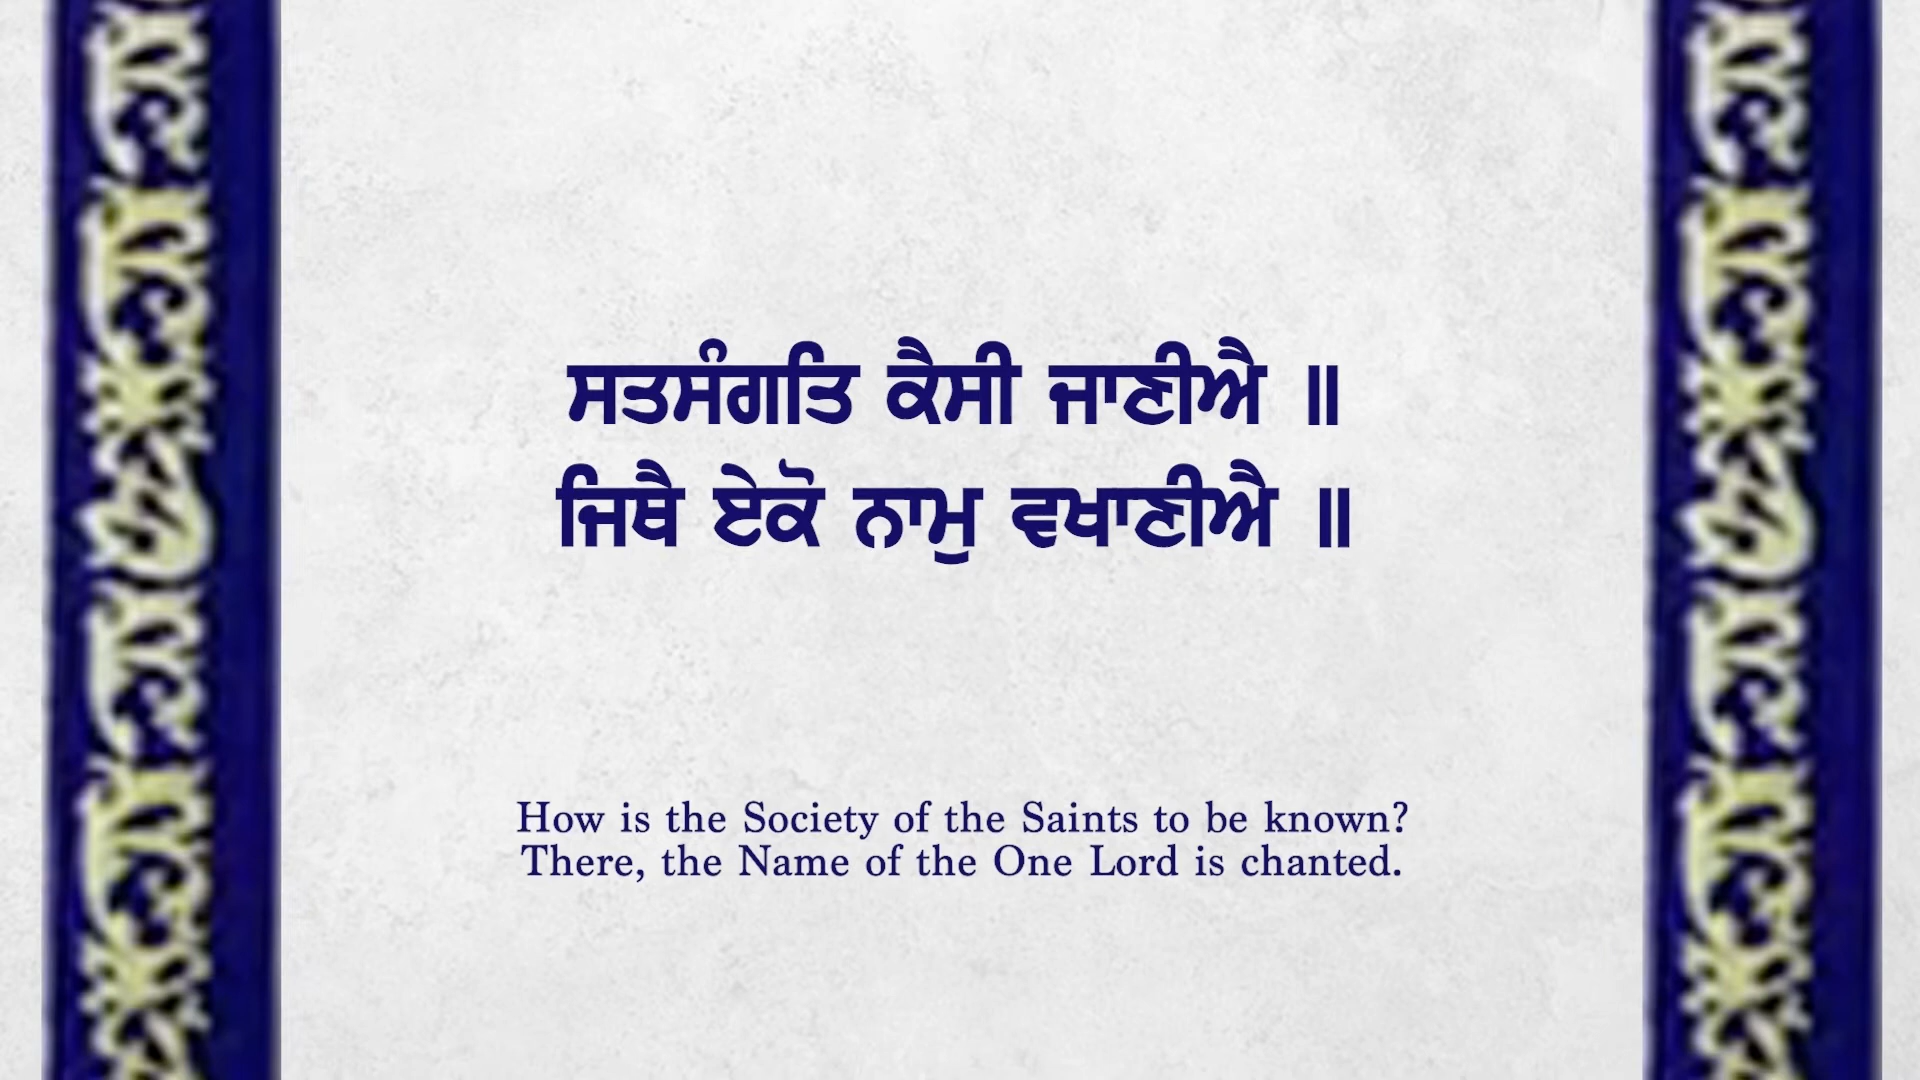 ਸਤਸੰਗਤਿ ਕੈਸੀ ਜਾਣੀਐ ॥
ਜਿਥੈ ਏਕੋ ਨਾਮੁ ਵਖਾਣੀਐ ॥
How is the Society of the Saints to be known?
There, the Name of the One Lord is chanted.